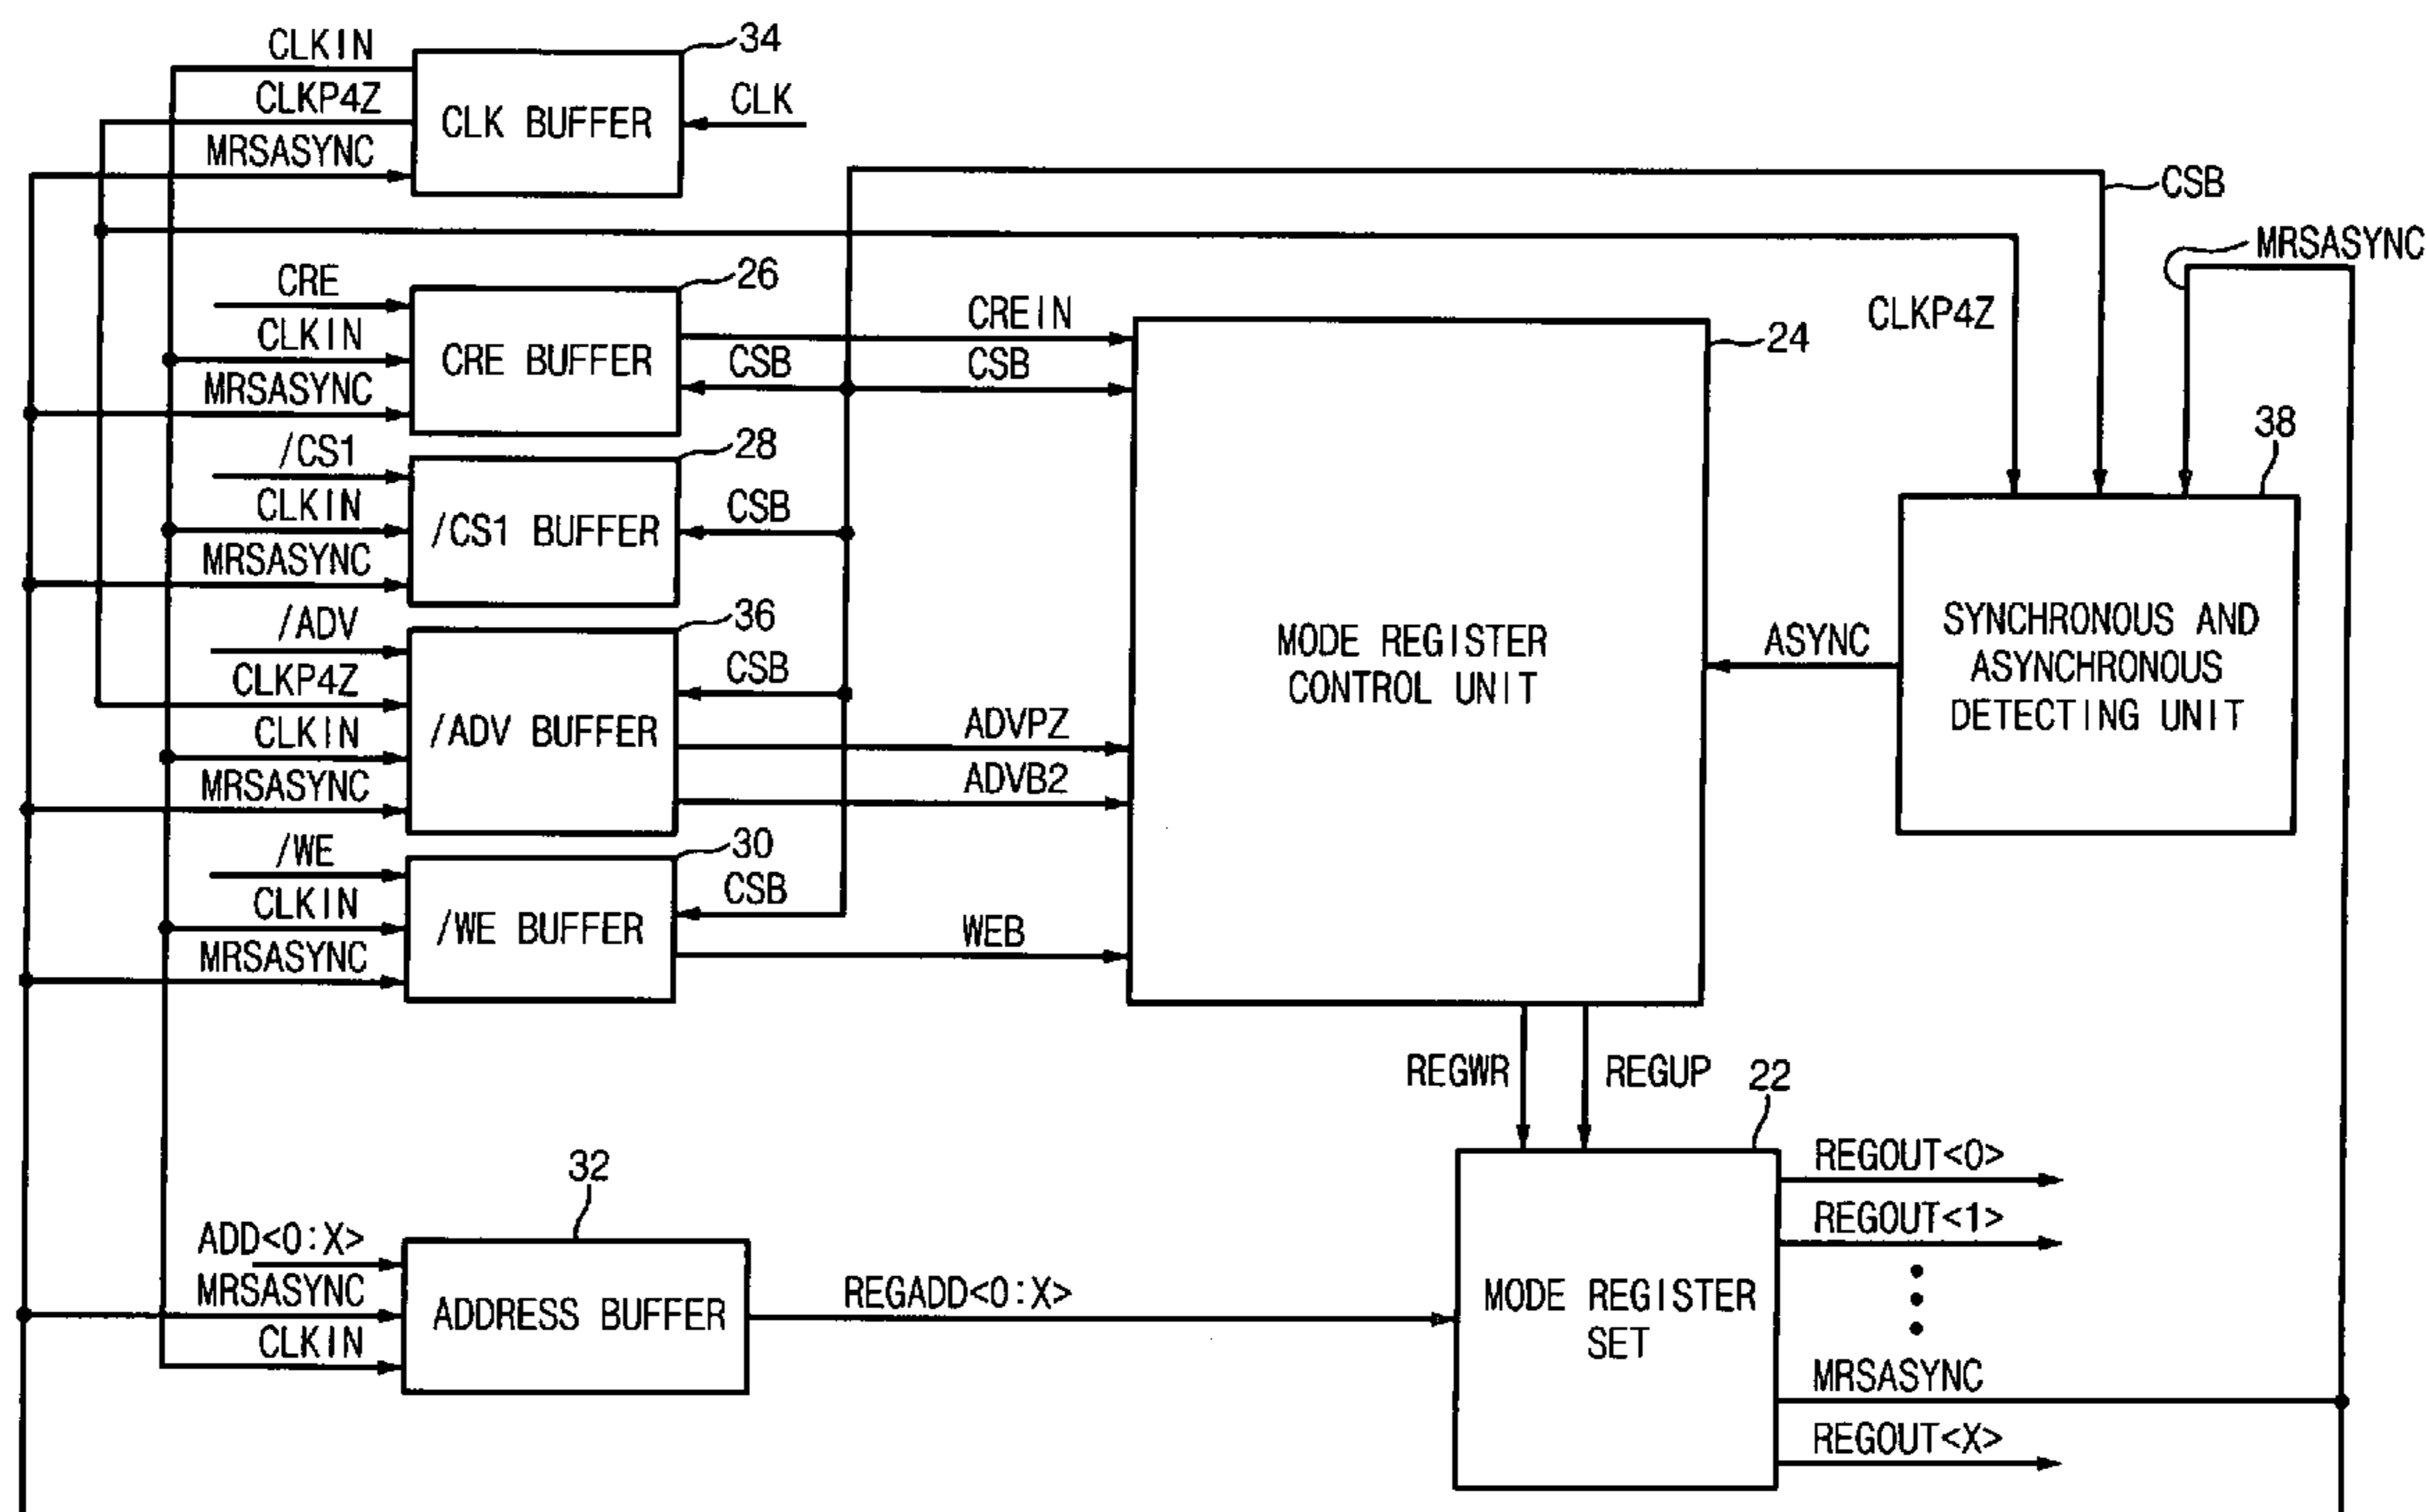 CLKIN
34
CLKP4Z
CLK BUFFER
CLK
MRSASYNC
CSB
MRSASYNC
CLKP4Z
CRE
26
CLKIN
CRE BUFFER
CREIN
MRSASYNC
CSB
CSB
24
/CS1
28
CLKIN
/CS1 BUFFER
CSB
MRSASYNC
38
/ADV
36
CLKP4Z
CSB
/ADV BUFFER
CLKIN
ADVPZ
MRSASYNC
ADVB2
MODE REGISTER
CONTROL UNIT
ASYNC
SYNCHRONOUS AND
ASYNCHRONOUS
DETECTING UNIT
/WE
30
CLKIN
CSB
/WE BUFFER
WEB
MRSASYNC
REGWR
REGUP
22
32
ADD<0:X>
MRSASYNC
CLKIN
ADDRESS BUFFER
REGADD<0:X>
MODE REGISTER
SET
REGOUT<0>
REGOUT<1>
MRSASYNC
REGOUT<X>